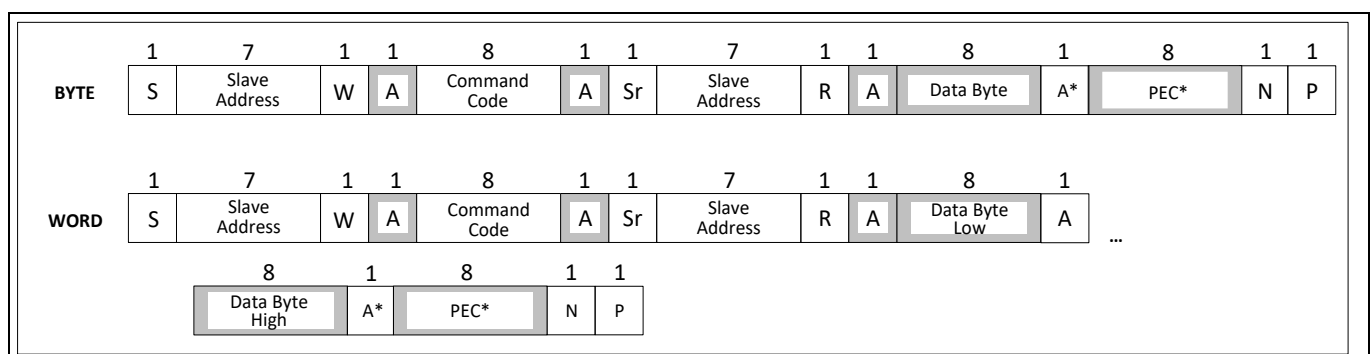 1 7 1 1 8 1 1 7 1 1 8 1 8 1 1
BYTE S Slave Address W A Command Code A Sr Slave Address R A Data Byte A* PEC* N P
1 7 1 1 8 1 1 7 1 1 8 1
WORD S Slave Address W A Command Code A Sr Slave Address R A Data Byte Low A ...
8 1 8 1 1
Data Byte High A* PEC* N P